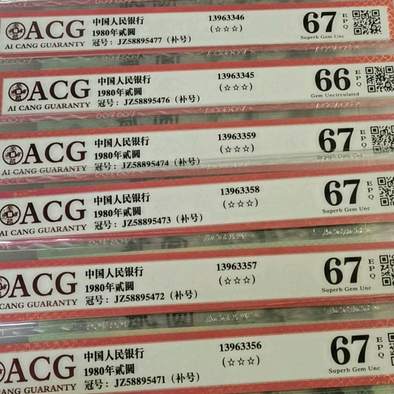 ACG
AI CANG GUARANTY
中国人民银行
1980年贰圆
冠号：JZ58895477（补号）
13963346
(☆☆☆)
67 EPQ
Superb Gem Unc
ACG
AI CANG GUARANTY
中国人民银行
1980年贰圆
冠号：JZ58895476（补号）
13963345
(☆☆☆)
66 EPQ
Gem Uncirculated
ACG
AI CANG GUARANTY
中国人民银行
1980年贰圆
冠号：JZ58895474（补号）
13963359
(☆☆☆)
67 EPQ
Superb Gem Unc
ACG
AI CANG GUARANTY
中国人民银行
1980年贰圆
冠号：JZ58895473（补号）
13963358
(☆☆☆)
67 EPQ
Superb Gem Unc
ACG
AI CANG GUARANTY
中国人民银行
1980年贰圆
冠号：JZ58895472（补号）
13963357
(☆☆☆)
67 EPQ
Superb Gem Unc
ACG
CANG GUARANTY
中国人民银行
1980年贰圆
冠号：JZ58895471（补号）
13963356
(☆☆☆)
67 EPQ
Superb Gem Unc